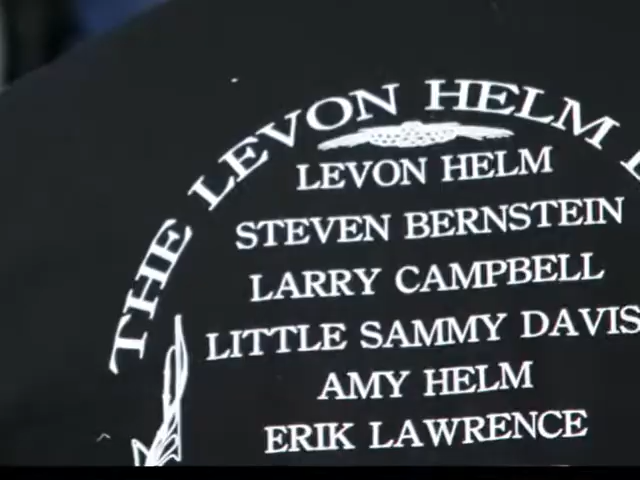 THE LEVON HELM
LEVON HELM
STEVEN BERNSTEIN
LARRY CAMPBELL
LITTLE SAMMY DAVIS
AMY HELM
ERIK LAWRENCE